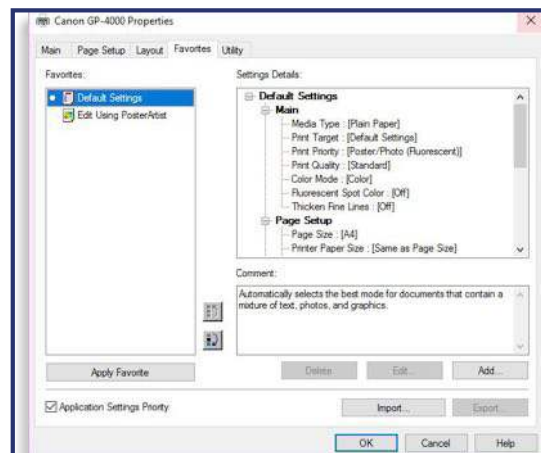 Canon GP-4000 Properties
Main Page Setup Layout Favorites Utility
Favorites:
Default Settings
Edit Using PosterArtist
Settings Details:
Default Settings
Main
Media Type : [Plain Paper]
Print Target : [Default Settings]
Print Priority : [Poster/Photo (Fluorescent)]
Print Quality : [Standard]
Color Mode : [Color]
Fluorescent Spot Color : [Off]
Thicken Fine Lines : [Off]
Page Setup
Page Size : [A4]
Printer Paper Size : [Same as Page Size]
Comment:
Automatically selects the best mode for documents that contain a
mixture of text, photos, and graphics.
Apply Favorite
Delete Edit... Add...
Application Settings Priority
Import... Export...
OK Cancel Help